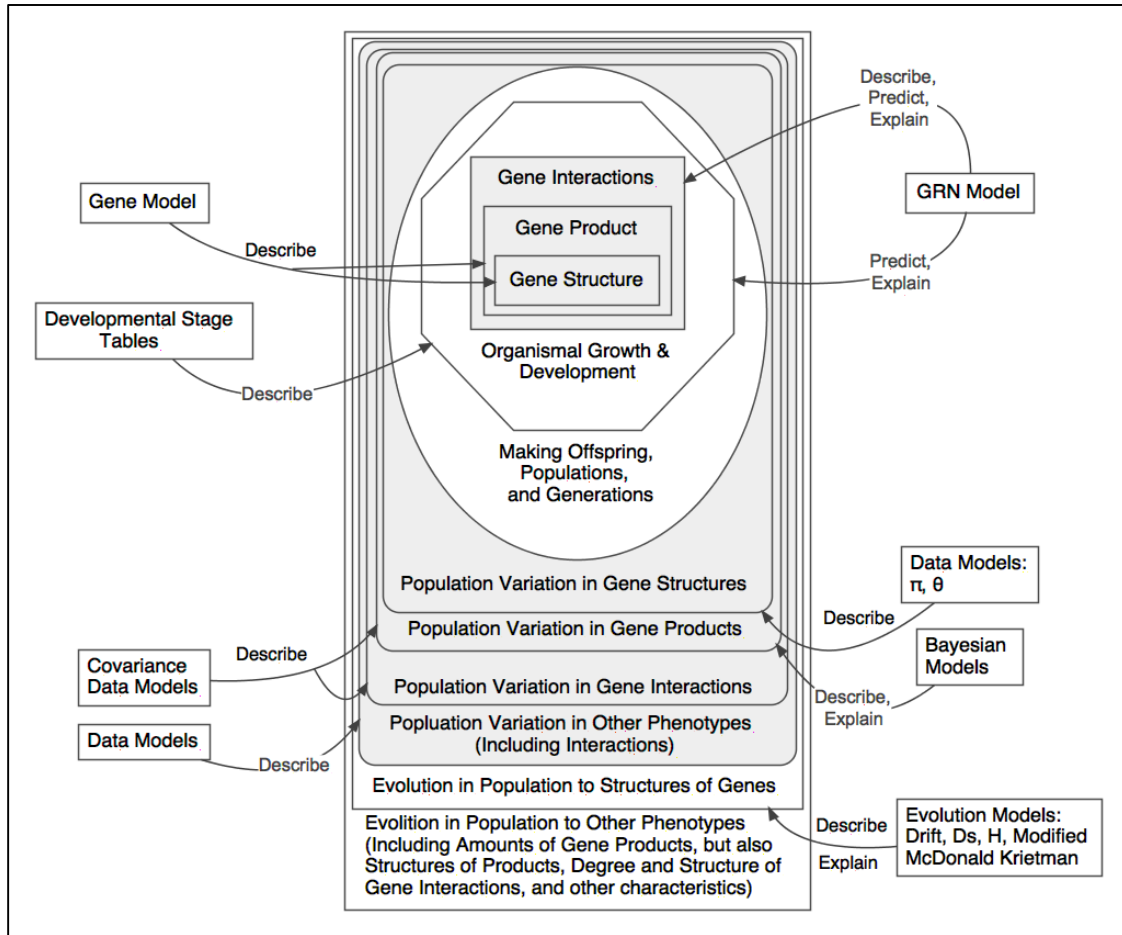 Describe,
Predict,
Explain
Gene Interactions
GRN Model
Gene Model
Gene Product
Describe
Gene Structure
Predict,
Explain
Developmental Stage
Tables
Organismal Growth &
Development
Describe
Making Offspring,
Populations,
and Generations
Population Variation in Gene Structures
Data Models:
π, θ
Describe
Population Variation in Gene Products
Describe
Bayesian
Models
Covariance
Data Models
Population Variation in Gene Interactions
Describe,
Explain
Popluation Variation in Other Phenotypes
(Including Interactions)
Data Models
Describe
Evolution in Population to Structures of Genes
Evolition in Population to Other Phenotypes
(Including Amounts of Gene Products, but also
Structures of Products, Degree and Structure of
Gene Interactions, and other characteristics)
Describe
Explain
Evolution Models:
Drift, Ds, H, Modified
McDonald Krietman